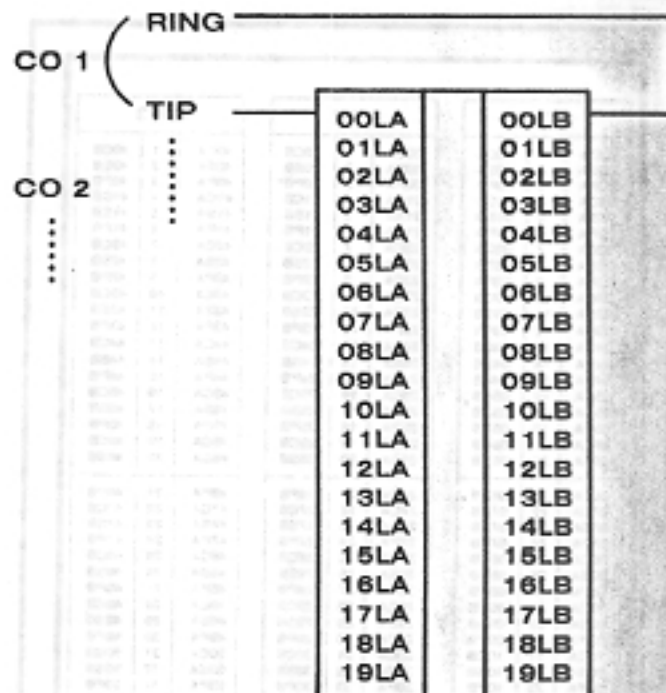 RING
CO 1
TIP
CO 2
00LA 00LB
01LA 01LB
02LA 02LB
03LA 03LB
04LA 04LB
05LA 05LB
06LA 06LB
07LA 07LB
08LA 08LB
09LA 09LB
10LA 10LB
11LA 11LB
12LA 12LB
13LA 13LB
14LA 14LB
15LA 15LB
16LA 16LB
17LA 17LB
18LA 18LB
19LA 19LB